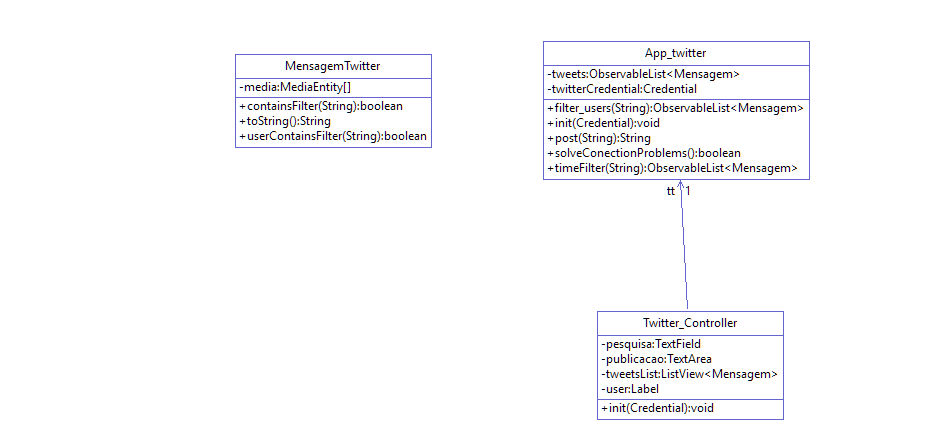 MensagemTwitter
-media:MediaEntity[]
+containsFilter(String):boolean
+toString():String
+userContainsFilter(String):boolean
App_twitter
-tweets:ObservableList<Mensagem>
-twitterCredential:Credential
+filter_users(String):ObservableList<Mensagem>
+init(Credential):void
+post(String):String
+solveConectionProblems():boolean
+timeFilter(String):ObservableList<Mensagem>
tt 1
Twitter_Controller
-pesquisa:TextField
-publicacao:TextArea
-tweetsList:ListView<Mensagem>
-user:Label
+init(Credential):void